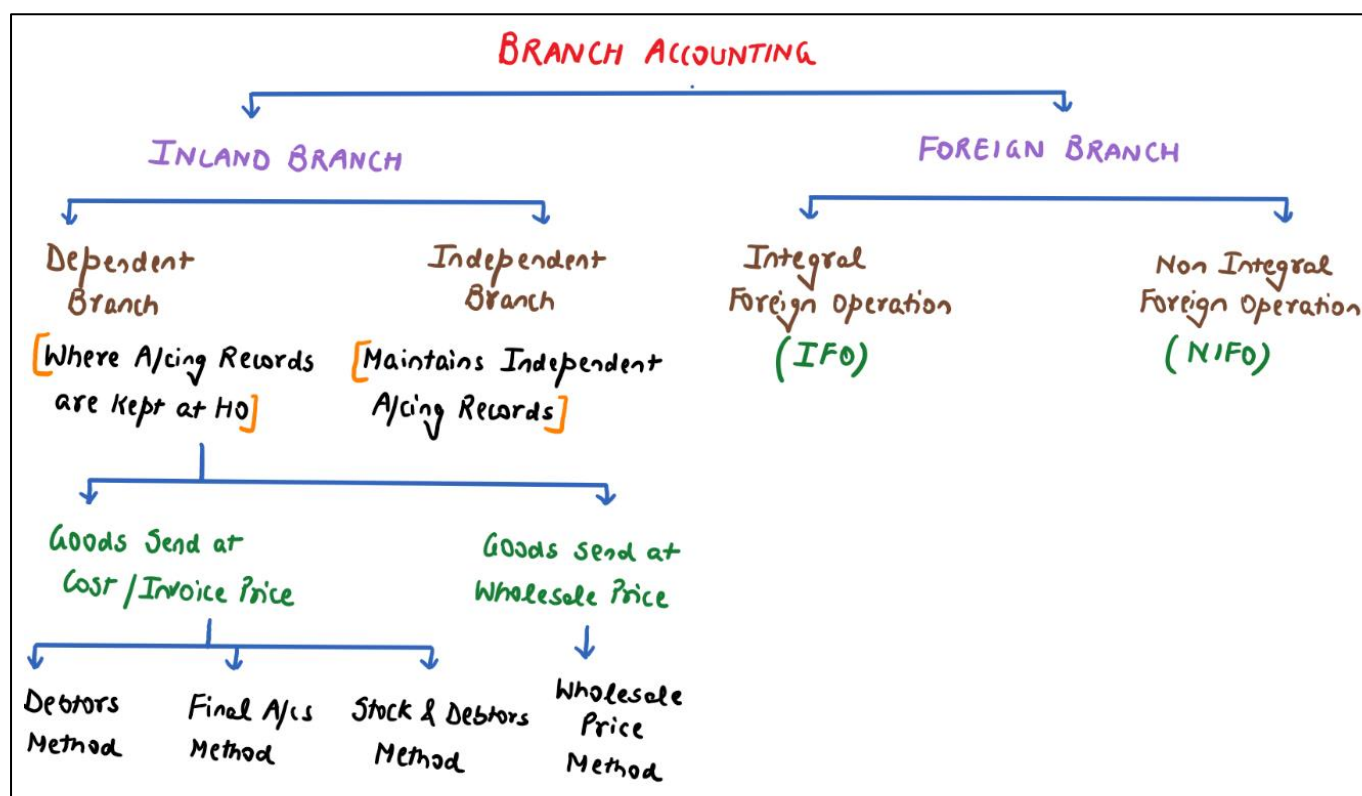 BRANCH ACCOUNTING
INLAND BRANCH
FOREIGN BRANCH
Dependent
Branch
[Where A/cing Records
are kept at HO]
Independent
Branch
[Maintains Independent
A/cing Records]
Integral
Foreign Operation
(IFO)
Non Integral
Foreign Operation
(NIFO)
Goods Send at
Cost/Invoice Price
Goods send at
Wholesale Price
Debtors
Method
Final A/cs
Method
Stock & Debtors
Method
Wholesale
Price
Method